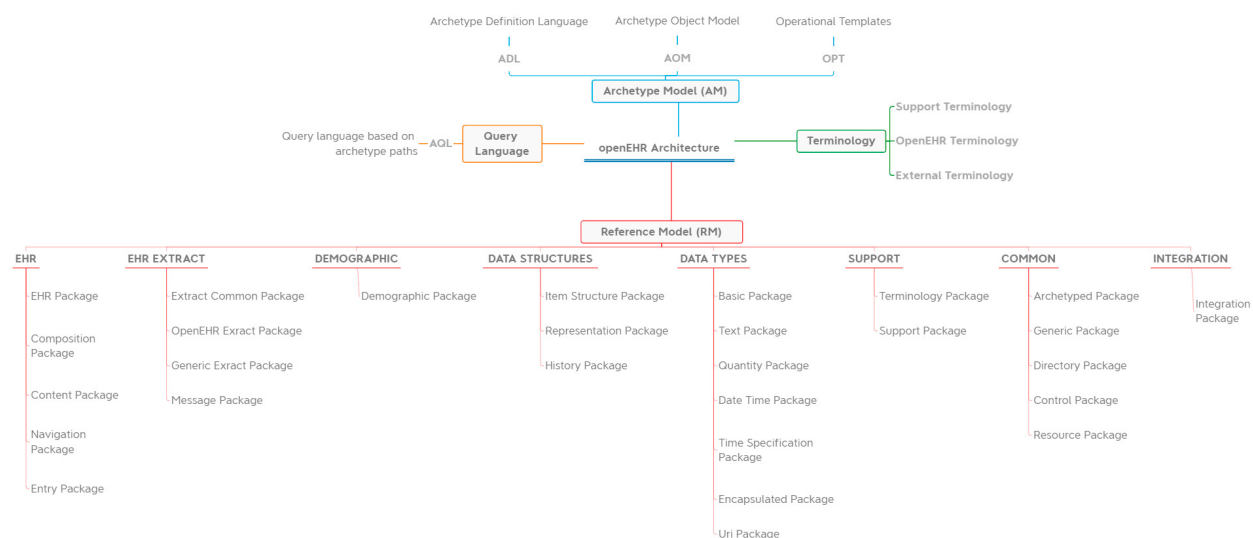 Archetype Definition Language
Archetype Object Model
Operational Templates
ADL
AOM
OPT
Archetype Model (AM)
Query language based on
archetype paths
AQL
Query
Language
openEHR Architecture
Terminology
Support Terminology
OpenEHR Terminology
External Terminology
Reference Model (RM)
EHR
EHR Package
Composition
Package
Content Package
Navigation
Package
Entry Package
EHR EXTRACT
Extract Common Package
OpenEHR Exract Package
Generic Exract Package
Message Package
DEMOGRAPHIC
Demographic Package
DATA STRUCTURES
Item Structure Package
Representation Package
History Package
DATA TYPES
Basic Package
Text Package
Quantity Package
Date Time Package
Time Specification
Package
Encapsulated Package
Uri Package
SUPPORT
Terminology Package
Support Package
COMMON
Archetyped Package
Generic Package
Directory Package
Control Package
Resource Package
INTEGRATION
Integration
Package